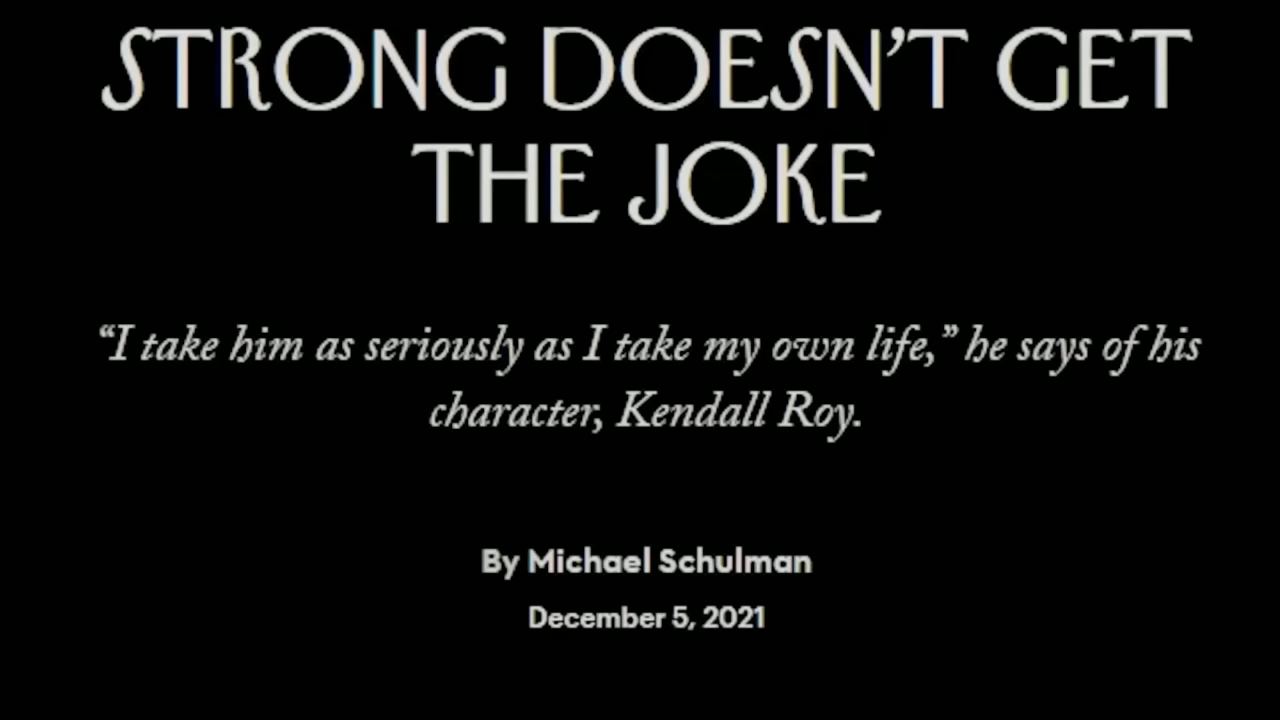 STRONG DOESN’T GET
THE JOKE
“I take him as seriously as I take my own life,” he says of his
character, Kendall Roy.
By Michael Schulman
December 5, 2021